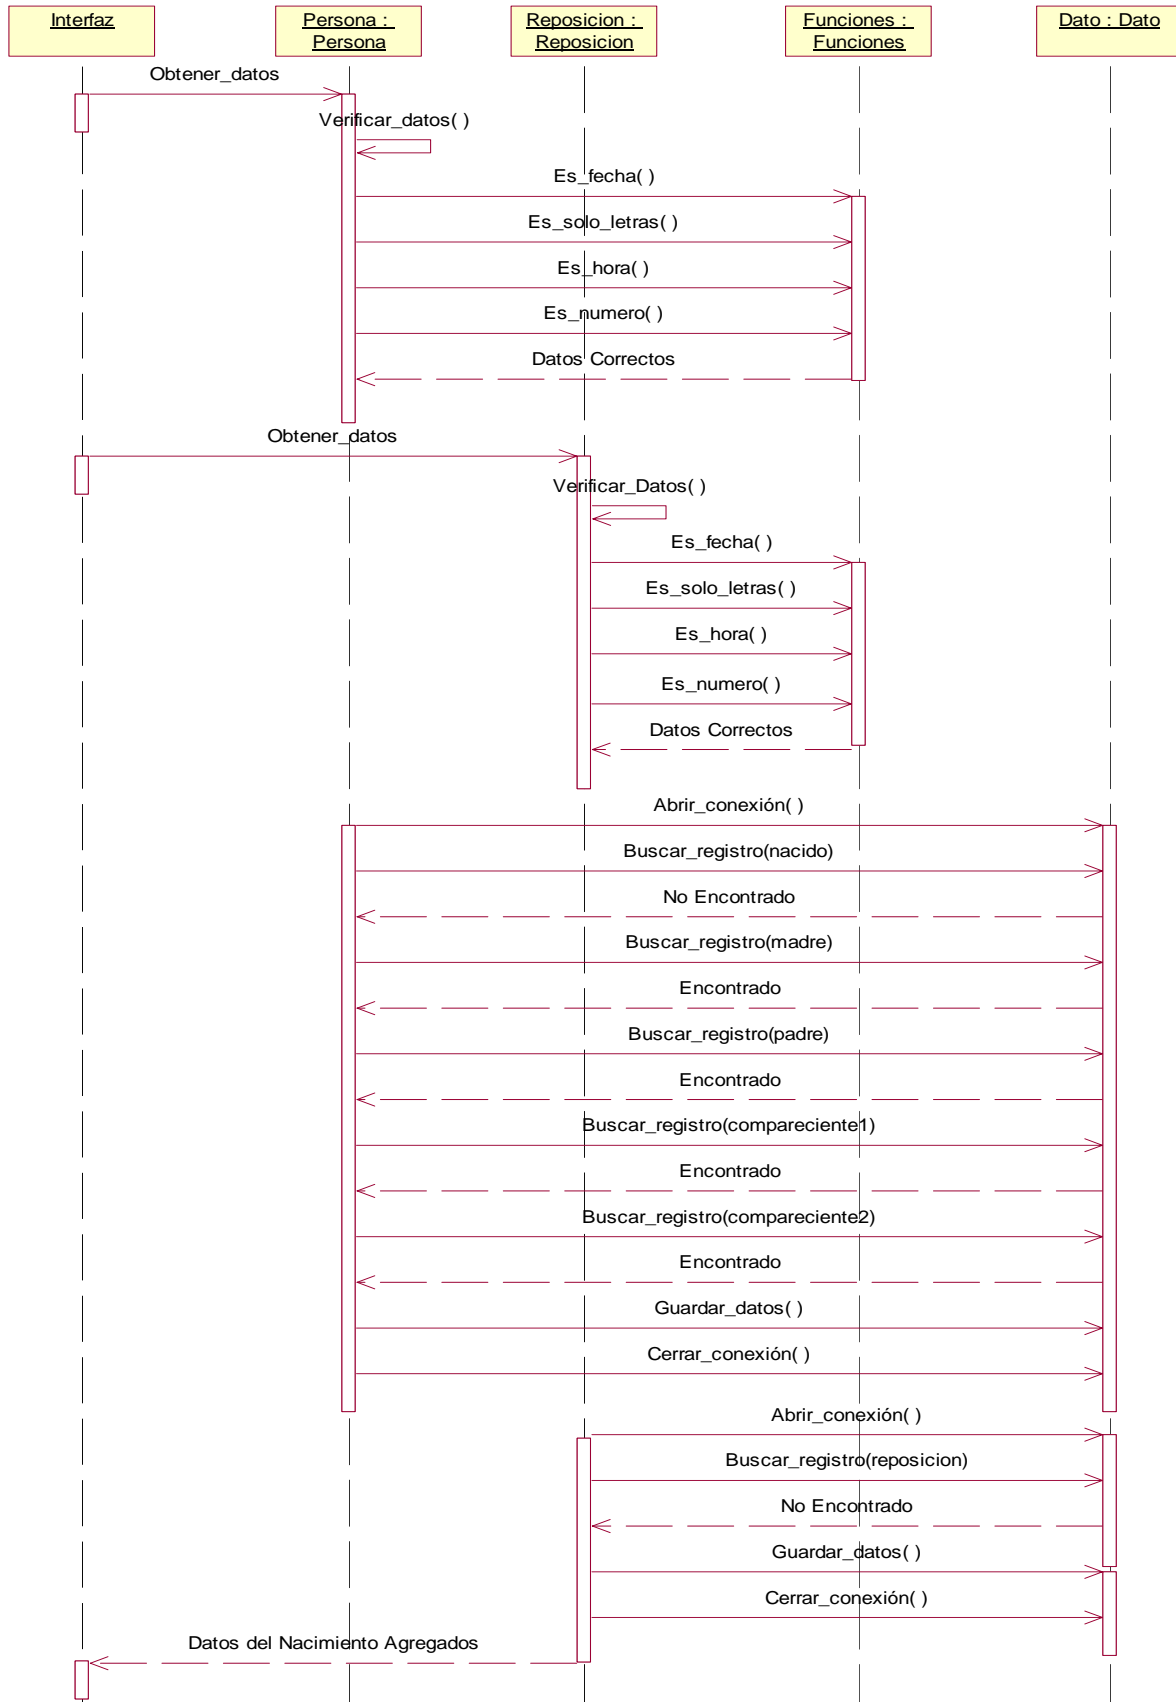 Interfaz
Persona :
Persona
Reposicion :
Reposicion
Funciones :
Funciones
Dato : Dato
Obtener_datos
Verificar_datos( )
Es_fecha( )
Es_solo_letras( )
Es_hora( )
Es_numero( )
Datos Correctos
Obtener_datos
Verificar_Datos( )
Es_fecha( )
Es_solo_letras( )
Es_hora( )
Es_numero( )
Datos Correctos
Abrir_conexión( )
Buscar_registro(nacido)
No Encontrado
Buscar_registro(madre)
Encontrado
Buscar_registro(padre)
Encontrado
Buscar_registro(compareciente1)
Encontrado
Buscar_registro(compareciente2)
Encontrado
Guardar_datos( )
Cerrar_conexión( )
Abrir_conexión( )
Buscar_registro(reposicion)
No Encontrado
Guardar_datos( )
Cerrar_conexión( )
Datos del Nacimiento Agregados